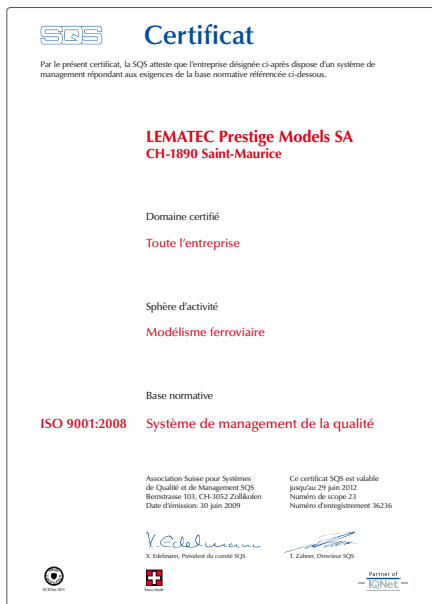 SQS Certificat
Par le présent certificat, la SQS atteste que l'entreprise désignée ci-après dispose d'un système de
management répondant aux exigences de la base normative référencée ci-dessous.
LEMATEC Prestige Models SA
CH-1890 Saint-Maurice
Domaine certifié
Toute l'entreprise
Sphère d'activité
Modélisme ferroviaire
Base normative
ISO 9001:2008 Système de management de la qualité
Association Suisse pour Systèmes
de Qualité et de Management SQS
Bernstrasse 103, CH-3052 Zollikofen
Date d'émission: 30 juin 2009
Ce certificat SQS est valable
jusqu'au 29 juin 2012
Numéro de scope 23
Numéro d'enregistrement 36236
X. Edelmann
X. Edelmann, Président du comité SQS
T. Zahner, Directeur SQS
Swiss Made
Partner of
IQNet